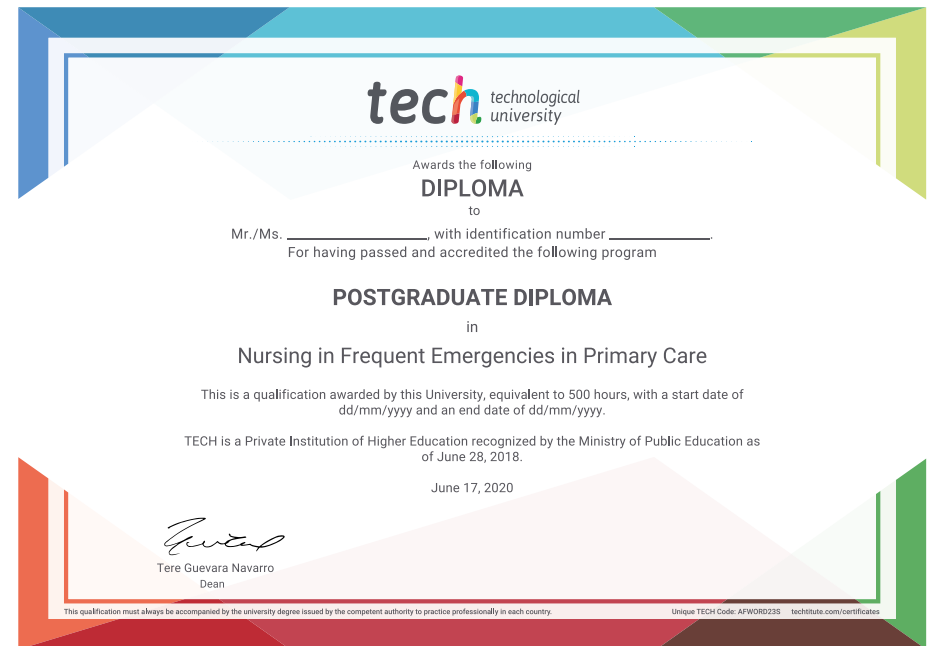 tech technological
university
Awards the following
DIPLOMA
to
Mr./Ms. ____________________, with identification number ______________.
For having passed and accredited the following program
POSTGRADUATE DIPLOMA
in
Nursing in Frequent Emergencies in Primary Care
This is a qualification awarded by this University, equivalent to 500 hours, with a start date of
dd/mm/yyyy and an end date of dd/mm/yyyy.
TECH is a Private Institution of Higher Education recognized by the Ministry of Public Education as
of June 28, 2018.
June 17, 2020
Tere Guevara Navarro
Dean
This qualification must always be accompanied by the university degree issued by the competent authority to practice professionally in each country.
Unique TECH Code: AFWORD23S techtitute.com/certificates